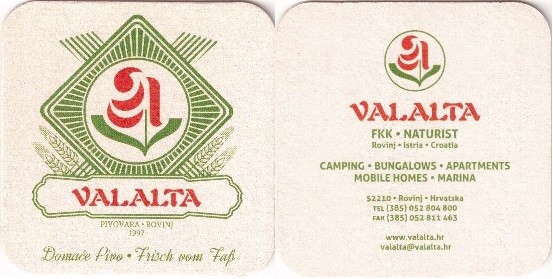 VALALTA
PIVOVARA • ROVINJ
1997
Domaće Pivo • Frisch vom Faß
VALALTA
FKK • NATURIST
Rovinj • Istria • Croatia
CAMPING • BUNGALOWS • APARTMENTS
MOBILE HOMES • MARINA
52210 • Rovinj • Hrvatska
TEL (385) 052 804 800
FAX (385) 052 811 463
www.valalta.hr
valalta@valalta.hr